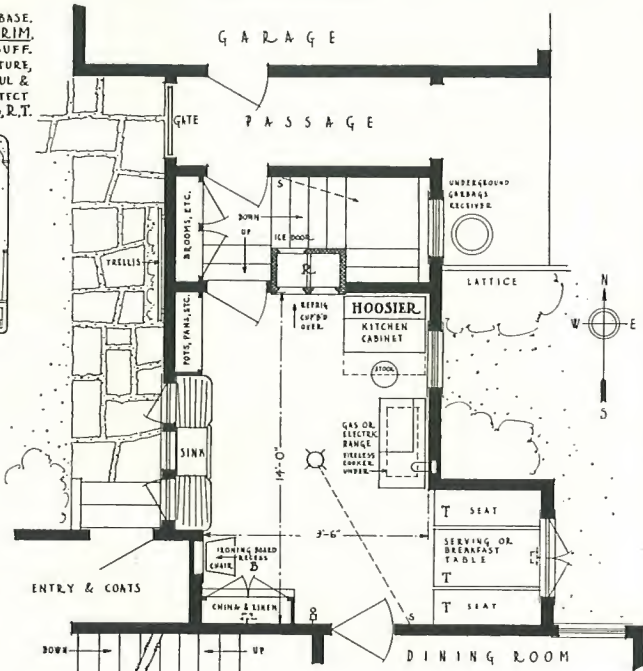 BASE,
RIM,
BUFF.
TURE,
UL &
TECT
D, R.T.
GARAGE
GATE
PASSAGE
BROOMS, ETC.
S
DOWN
UP
ICE DOOR
R
UNDERGROUND
GARBAGE
RECEIVER
TRELLIS
LATTICE
N
W
E
S
POTS, PANS, ETC.
REFRIG
CUP'B'D
OVER
HOOSIER
KITCHEN
CABINET
STOOL
SINK
14'-0"
GAS OR
ELECTRIC
RANGE
FIRELESS
COOKER
UNDER
9'-6"
T SEAT
SERVING OR
BREAKFAST
TABLE
T
T SEAT
IRONING BOARD
RECESS
CHAIR
B
CHINA & LINEN
S
ENTRY & COATS
DOWN
UP
DINING ROOM